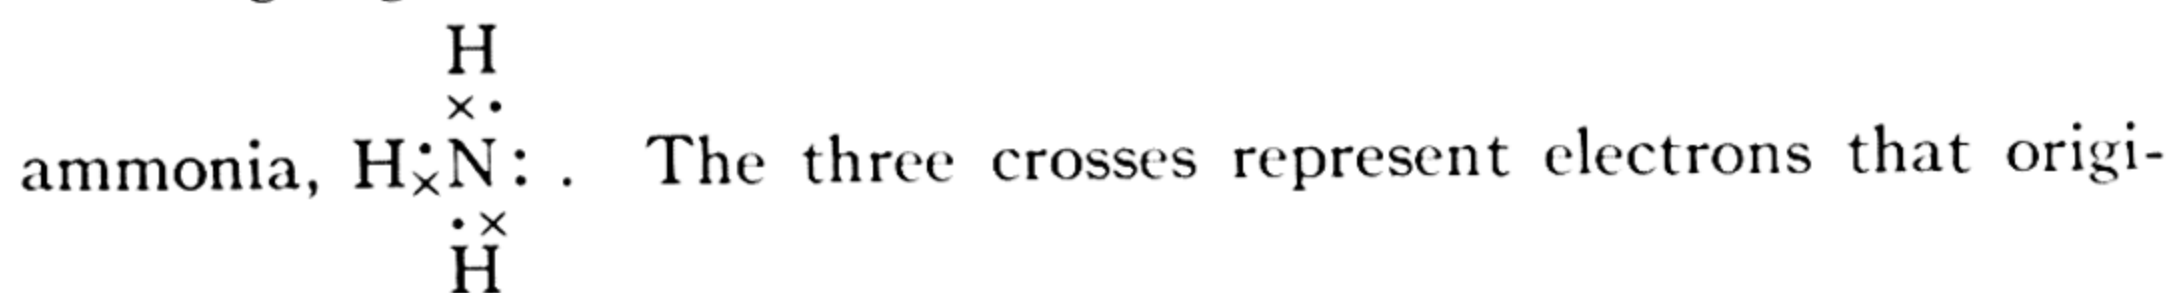 H
×·
ammonia, H:×N: . The three crosses represent electrons that origi-
·×
H